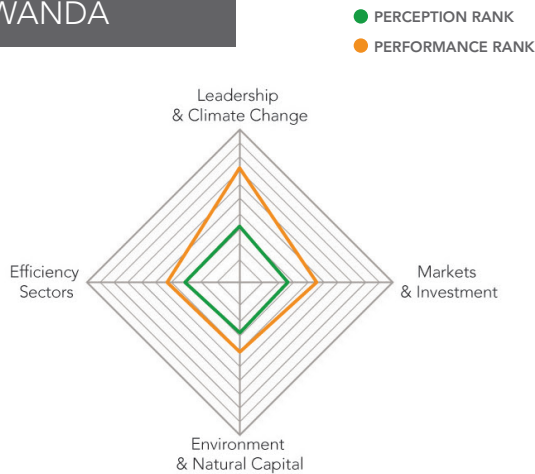 WANDA
PERCEPTION RANK
PERFORMANCE RANK
Leadership
& Climate Change
Efficiency
Sectors
Markets
& Investment
Environment
& Natural Capital